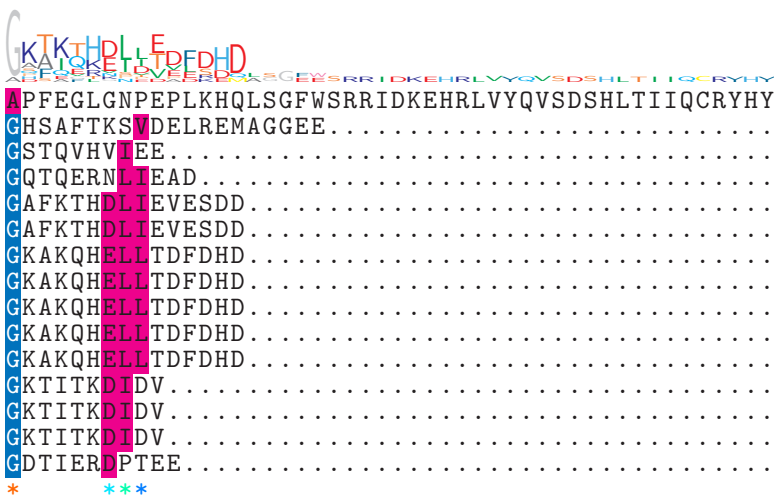 APFEGLGNPEPLKHQLSGFWSRRIDKEHRLVYQVSDSHLTIIQCRYHY
GHSAFTKSVDELREMAGGEE............................
GSTQVHVIEE......................................
GQTQERNLIEAD....................................
GAFKTHDLIEVESDD.................................
GAFKTHDLIEVESDD.................................
GKAKQHELLTDFDHD.................................
GKAKQHELLTDFDHD.................................
GKAKQHELLTDFDHD.................................
GKAKQHELLTDFDHD.................................
GKAKQHELLTDFDHD.................................
GKTITKDIDV......................................
GKTITKDIDV......................................
GKTITKDIDV......................................
GDTIERDPTEE.....................................
* ***